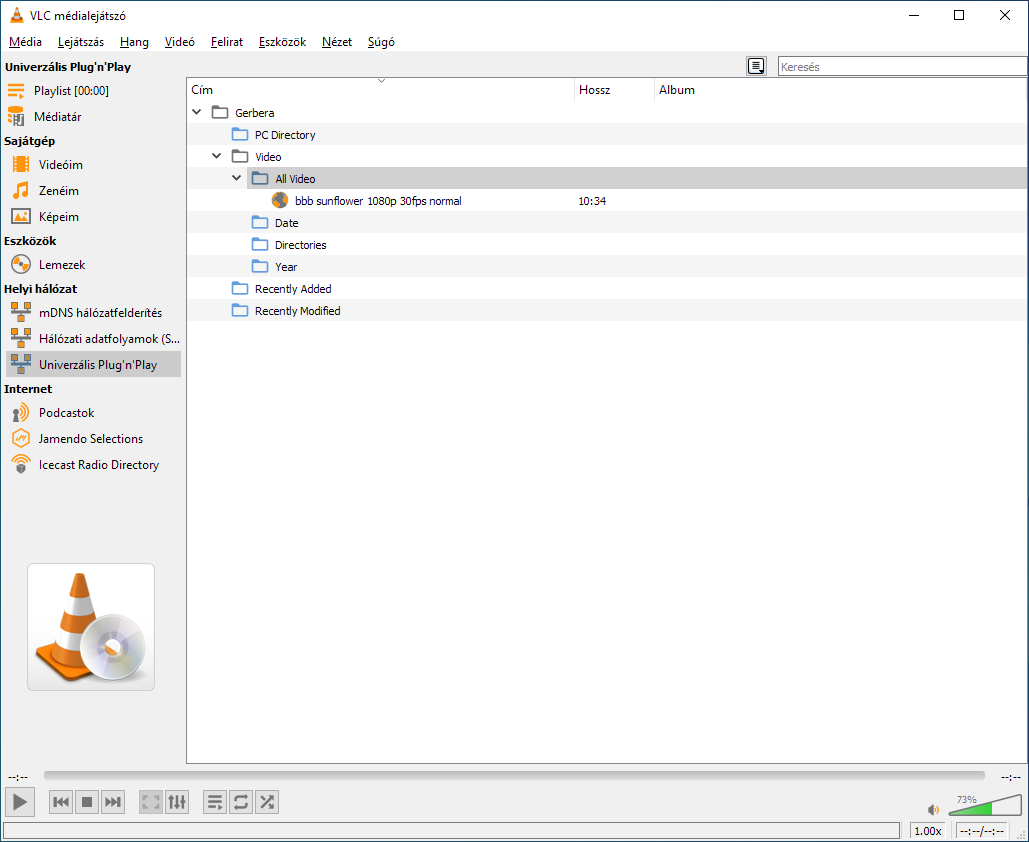 VLC médialejátszó
Média Lejátszás Hang Videó Felirat Eszközök Nézet Súgó
Univerzális Plug'n'Play
Keresés
Playlist [00:00]
Médiatár
Sajátgép
Videóim
Zenéim
Képeim
Eszközök
Lemezek
Helyi hálózat
mDNS hálózatfelderítés
Hálózati adatfolyamok (S...
Univerzális Plug'n'Play
Internet
Podcastok
Jamendo Selections
Icecast Radio Directory
Cím Hossz Album
Gerbera
PC Directory
Video
All Video
bbb sunflower 1080p 30fps normal 10:34
Date
Directories
Year
Recently Added
Recently Modified
--:-- --:--
73%
1.00x --:--/--:--